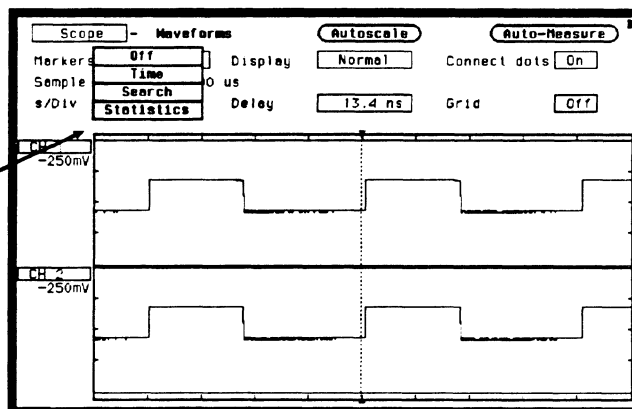 Scope - Waveforms Autoscale Auto-Measure
Markers Off Display Normal Connect dots On
Time
Sample 0 us
Search
s/Div Delay 13.4 ns Grid Off
Statistics
CH
-250mV
CH 2
-250mV